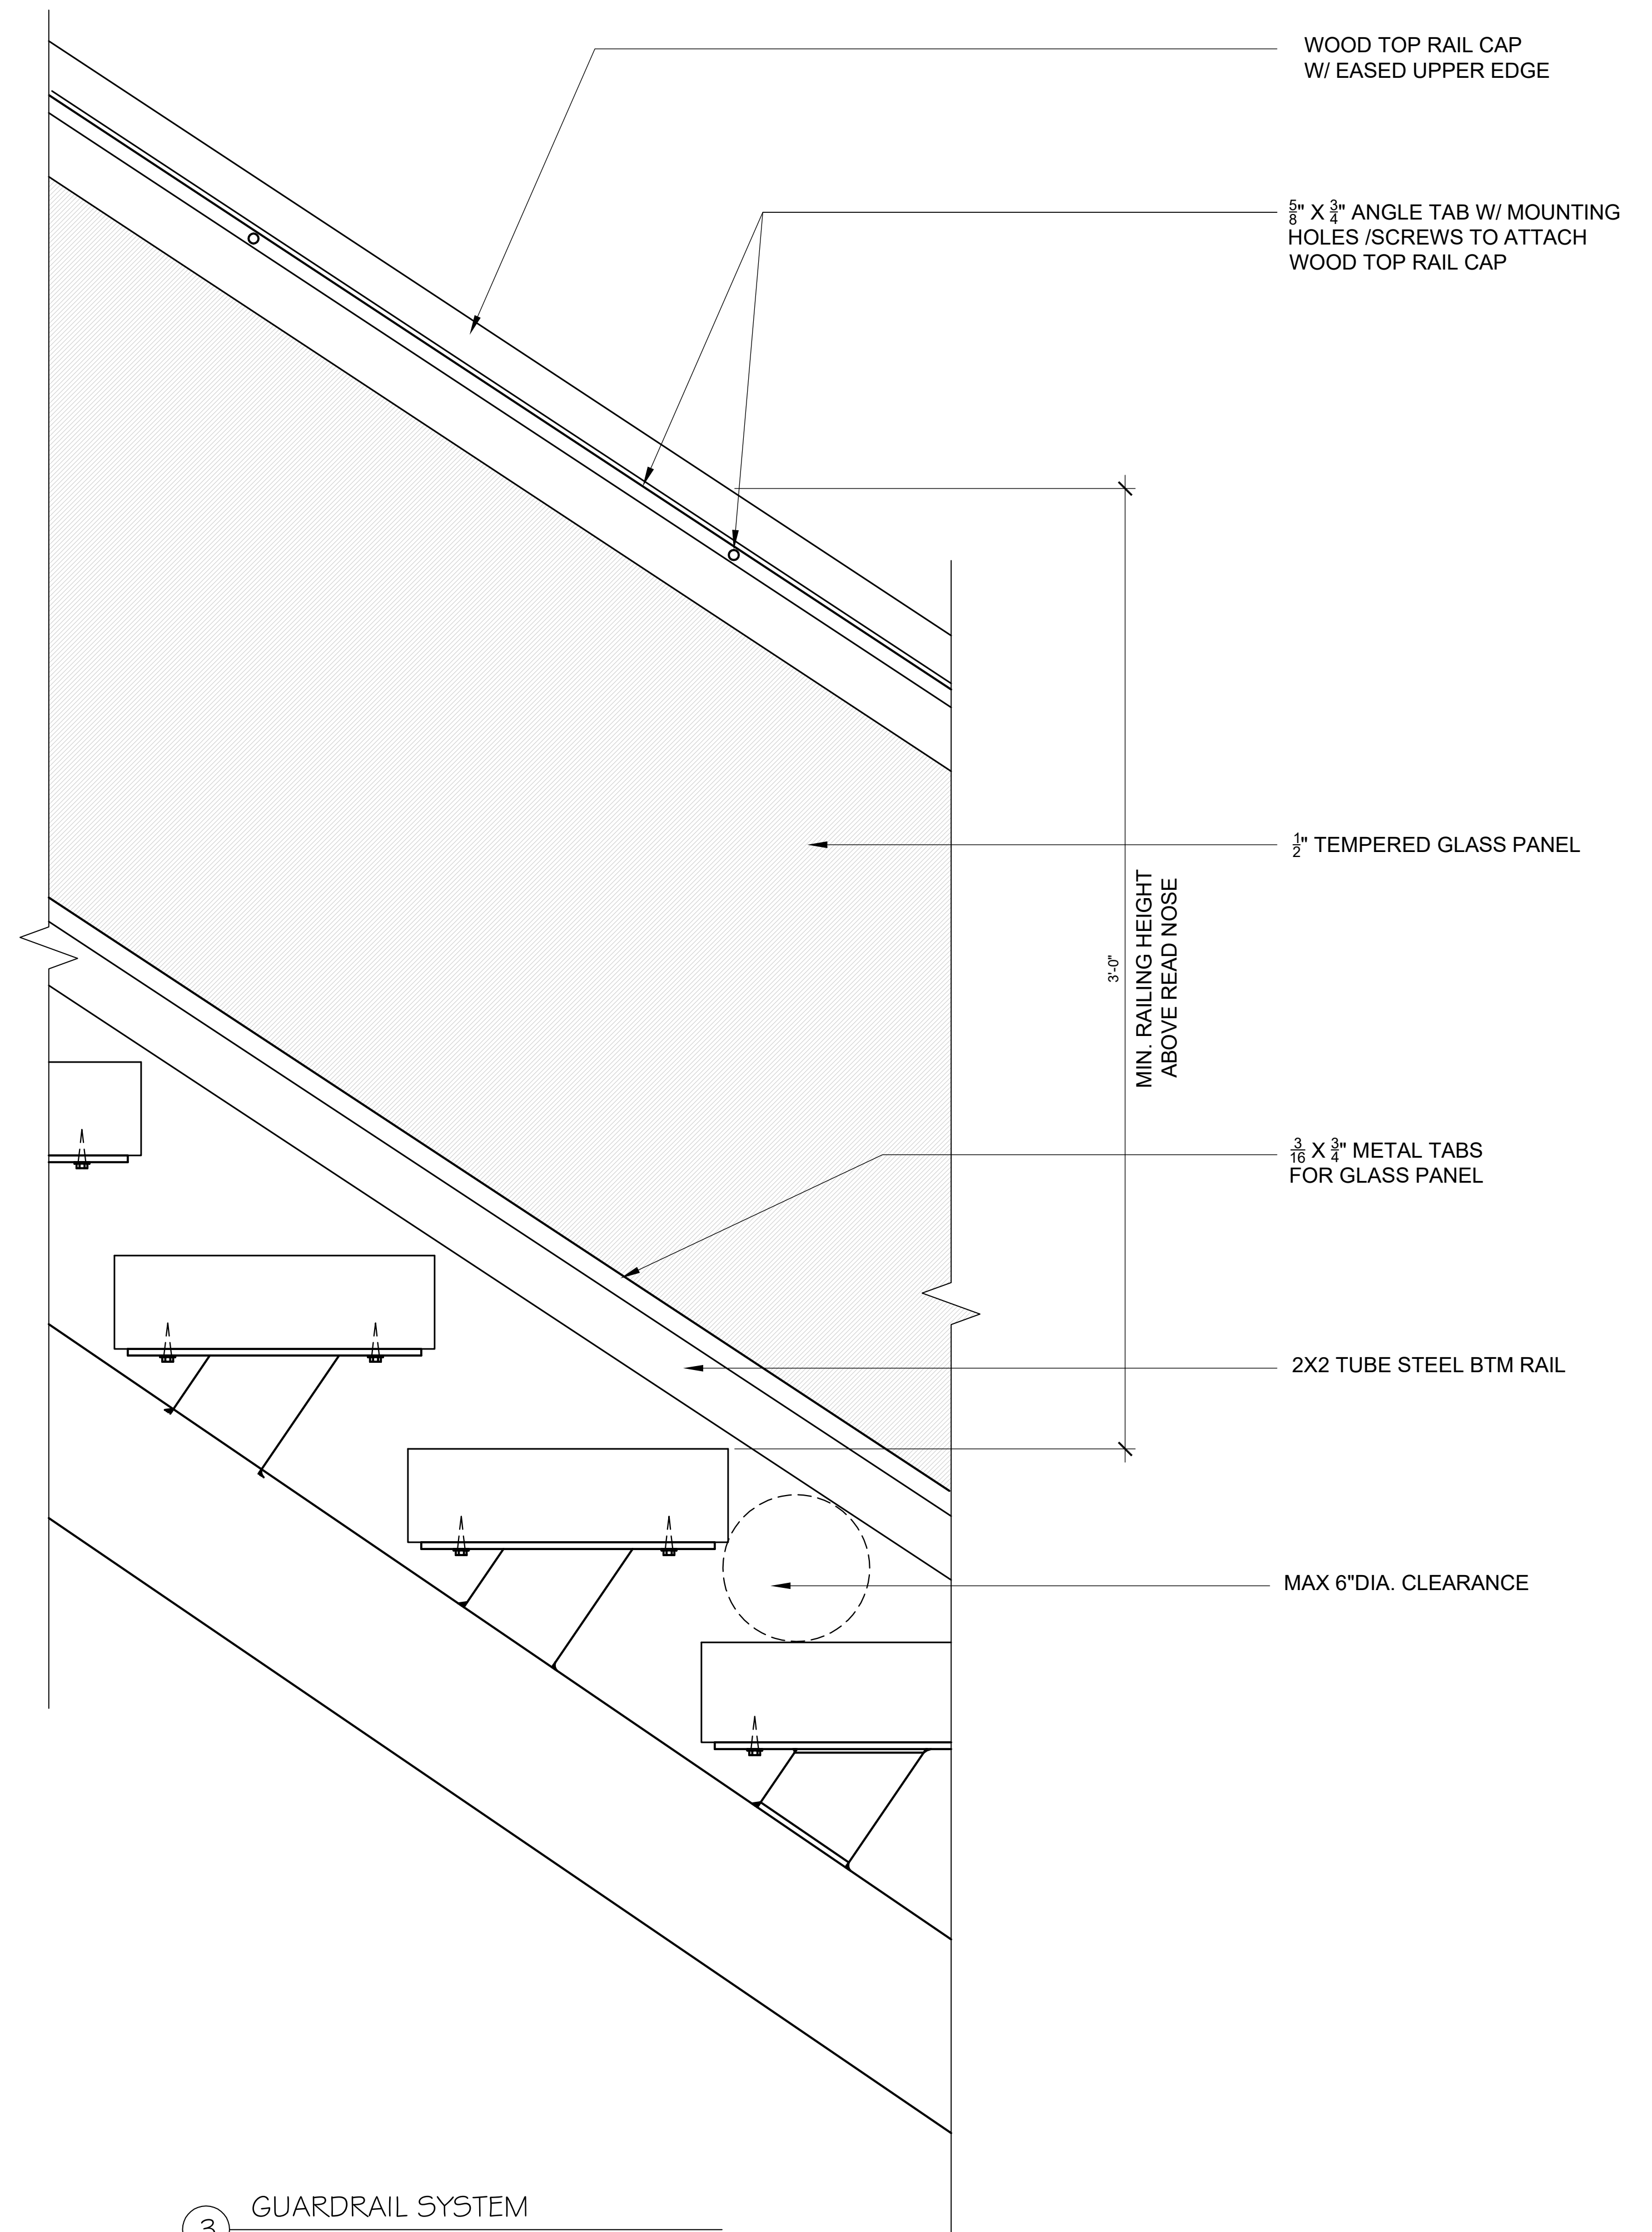 WOOD TOP RAIL CAP
W/ EASED UPPER EDGE
5/8" X 3/4" ANGLE TAB W/ MOUNTING
HOLES /SCREWS TO ATTACH
WOOD TOP RAIL CAP
1/2" TEMPERED GLASS PANEL
3'-0"
MIN. RAILING HEIGHT
ABOVE READ NOSE
3/16 X 3/4" METAL TABS
FOR GLASS PANEL
2X2 TUBE STEEL BTM RAIL
MAX 6"DIA. CLEARANCE
GUARDRAIL SYSTEM
3